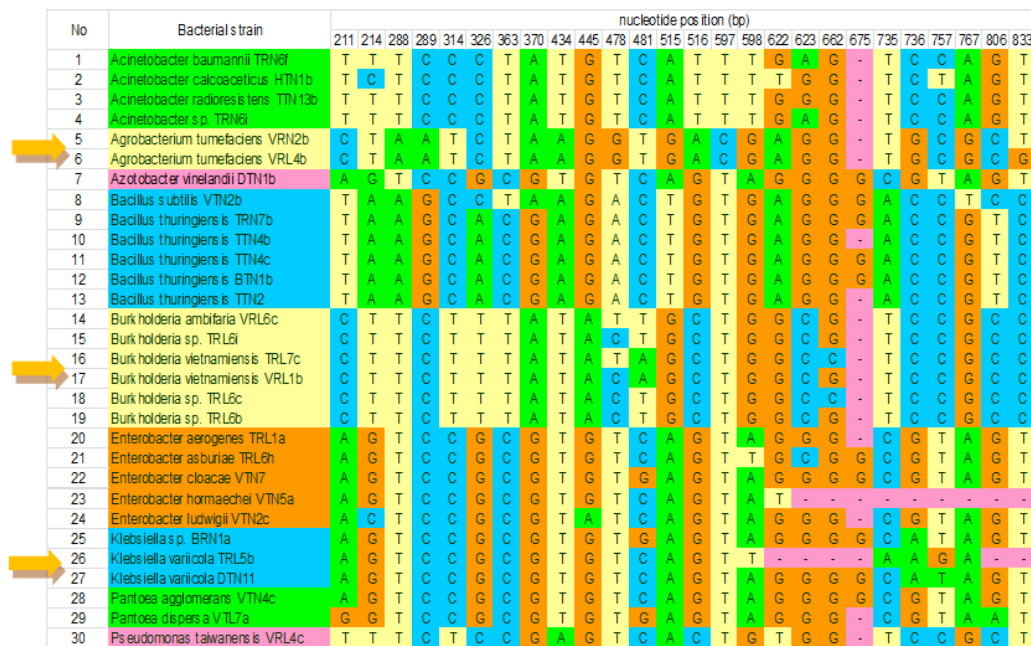 No Bacterial strain nucleotide position (bp)
211 214 288 289 314 326 363 370 434 445 478 481 515 516 597 598 622 623 662 675 735 736 757 767 806 833
1 Acinetobacter baumannii TRN6f T T T C C C T A T G T C A T T T G A G - T C C A G T
2 Acinetobacter calcoaceticus HTN1b T C T C C C T A T G T C A T T T T G G - T C T A G T
3 Acinetobacter radioresistens TTN13b T T T C C C T A T G T C A T T T G G G - T C C A G T
4 Acinetobacter sp. TRN6i T T T C C C T A T G T C A T T T G A G - T C C A G T
5 Agrobacterium tumefaciens VRN2b C T A A T C T A A G G T G A C G A G G - T G C G C C
6 Agrobacterium tumefaciens VRL4b C T A A T C T A A G G T G A C G A G G - T G C G C G
7 Azotobacter vinelandii DTN1b A G T C C G C G T G T C A G T A G G G G C G T A G T
8 Bacillus subtilis VTN2b T A A G C C T A A G A C T G T G A G G G A C C T C C
9 Bacillus thuringiensis TRN7b T A A G C A C G A G A C T G T G A G G G A C C G T C
10 Bacillus thuringiensis TTN4b T A A G C A C G A G A C T G T G A G G - A C C G T C
11 Bacillus thuringiensis TTN4c T A A G C A C G A G A C T G T G A G G G A C C G T C
12 Bacillus thuringiensis BTN1b T A A G C A C G A G A C T G T G A G G G A C C G T C
13 Bacillus thuringiensis TTN2 T A A G C A C G A G A C T G T G A G G - A C C G T C
14 Burkholderia ambifaria VRL6c C T T C T T T A T A T T G C T G G C G - T C C G C C
15 Burkholderia sp. TRL6i C T T C T T T A T A C T G C T G G C G - T C C G C C
16 Burkholderia vietnamiensis TRL7c C T T C T T T A T A T A G C T G G C C - T C C G C C
17 Burkholderia vietnamiensis VRL1b C T T C T T T A T A C A G C T G G C G - T C C G C C
18 Burkholderia sp. TRL6c C T T C T T T A T A C T G C T G G C C - T C C G C C
19 Burkholderia sp. TRL6b C T T C T T T A T A C T G C T G G C G - T C C G C C
20 Enterobacter aerogenes TRL1a A G T C C G C G T G T C A G T A G G G - C G T A G T
21 Enterobacter asburiae TRL6h A G T C C G C G T G T C A G T T G C G G C G T A G T
22 Enterobacter cloacae VTN7 A G T C C G C G T G T G A G T A G G G G C G T A G T
23 Enterobacter hormaechei VTN5a A G T C C G C G T G T C A G T A T - - - - - - - - -
24 Enterobacter ludwigii VTN2c A C T C C G C G T A T C A G T A G G G - C G T A G T
25 Klebsiella sp. BRN1a A G T C C G C G T G T G A G T A G G G G C A T A G T
26 Klebsiella variicola TRL5b A G T C C G C G T G T C A G T T - - - - A A G A - -
27 Klebsiella variicola DTN11 A G T C C G C G T G T C A G T A G G G G C A T A G T
28 Pantoea agglomerans VTN4c A G T C C G C G T G T C A G T A G G G G C G T A G T
29 Pantoea dispersa VTL7a G G T C C G C G T G T G A G T A G G G - C G T A A T
30 Pseudomonas taiwanensis VRL4c T T T C T C C G A G T C A C T G T G G - T C C G C T